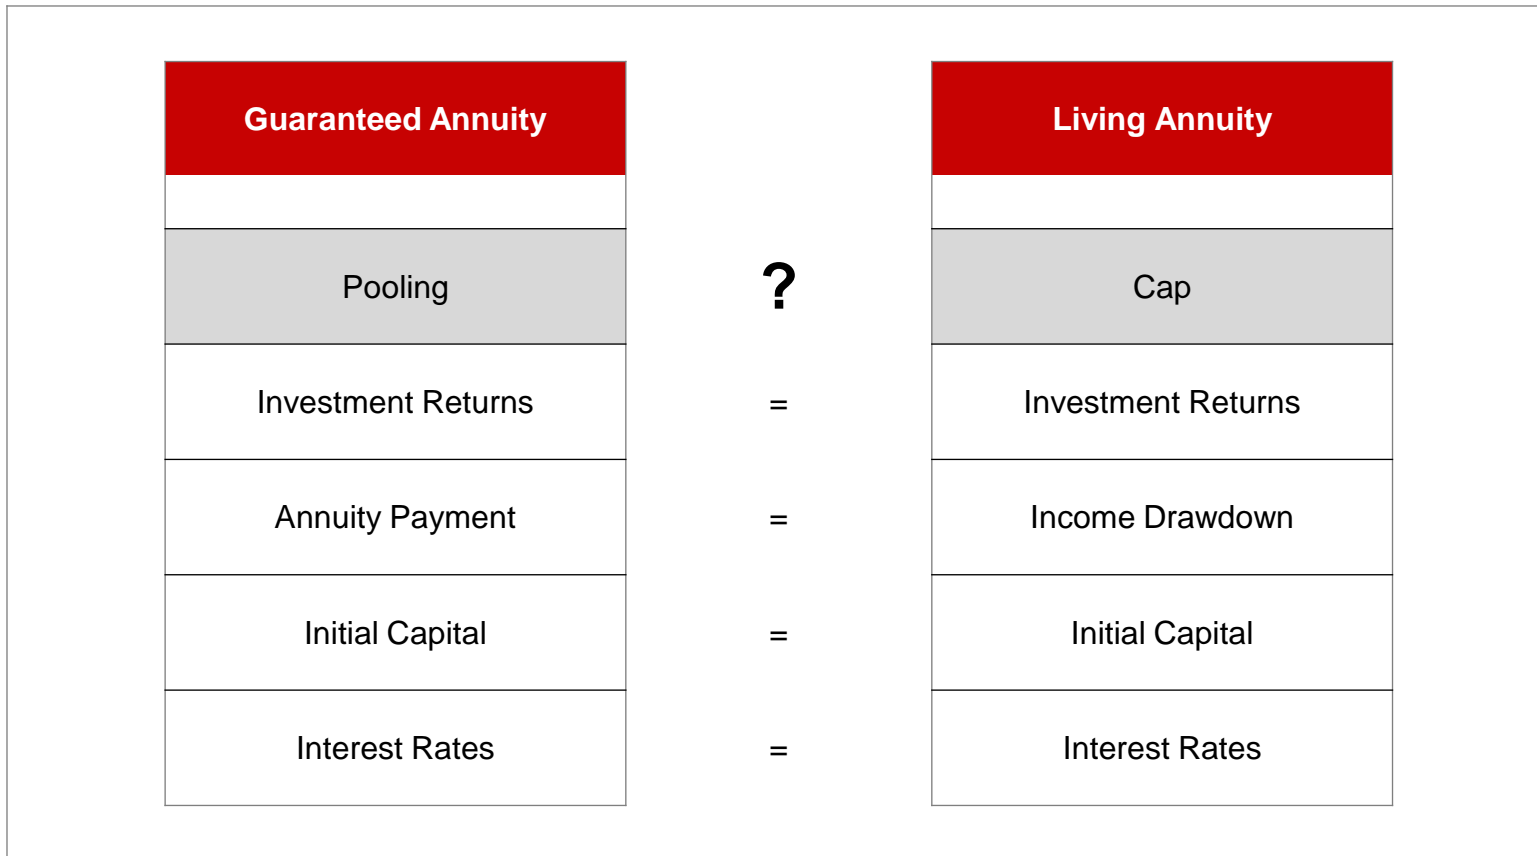 Guaranteed Annuity
Living Annuity
Pooling
?
Cap
Investment Returns
=
Investment Returns
Annuity Payment
=
Income Drawdown
Initial Capital
=
Initial Capital
Interest Rates
=
Interest Rates